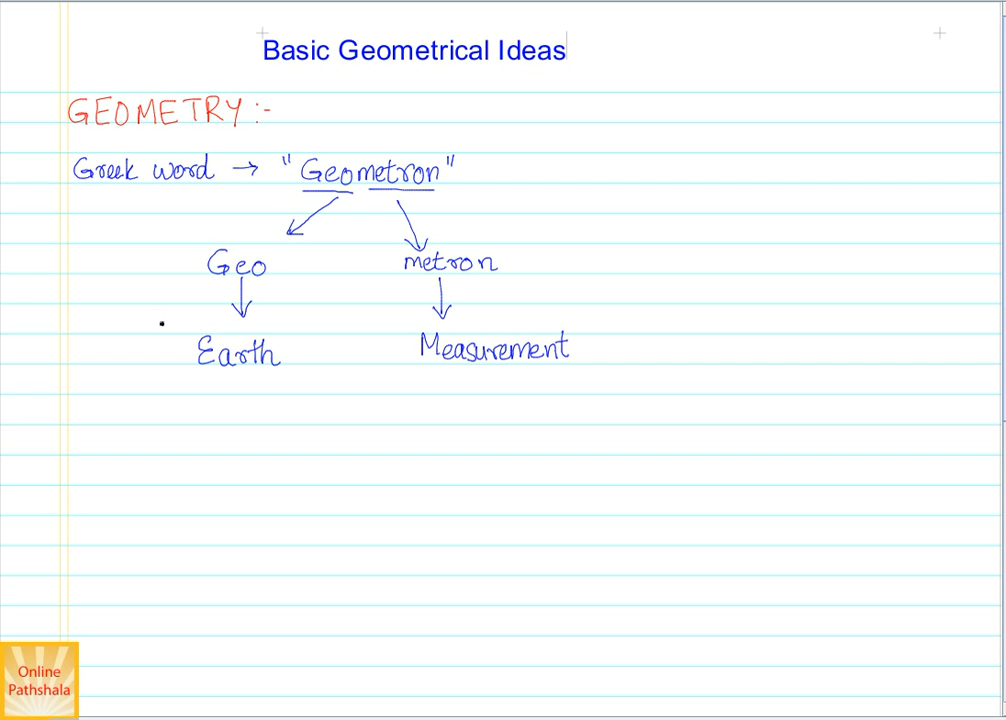 Basic Geometrical Ideas
GEOMETRY :-
Greek word → "Geometron"
Geo metron
Earth Measurement
Online
Pathshala